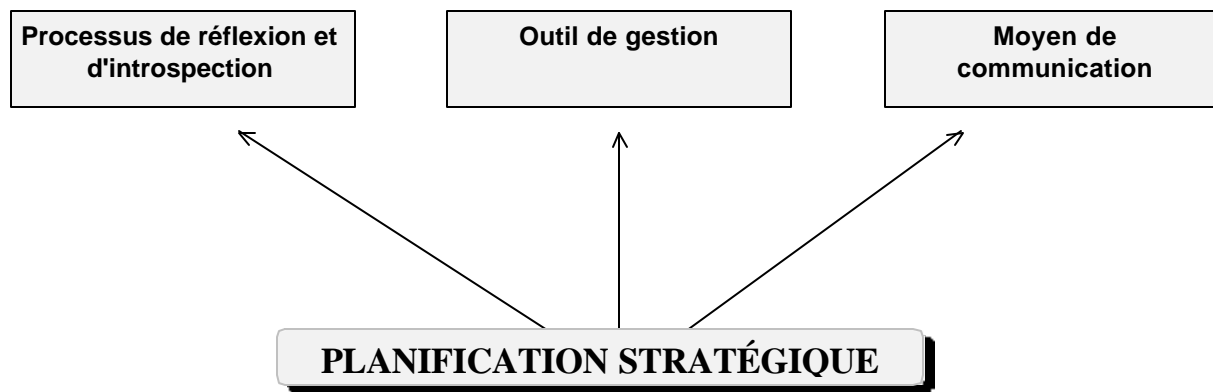 Processus de réflexion et
d'introspection
Outil de gestion
Moyen de
communication
PLANIFICATION STRATÉGIQUE